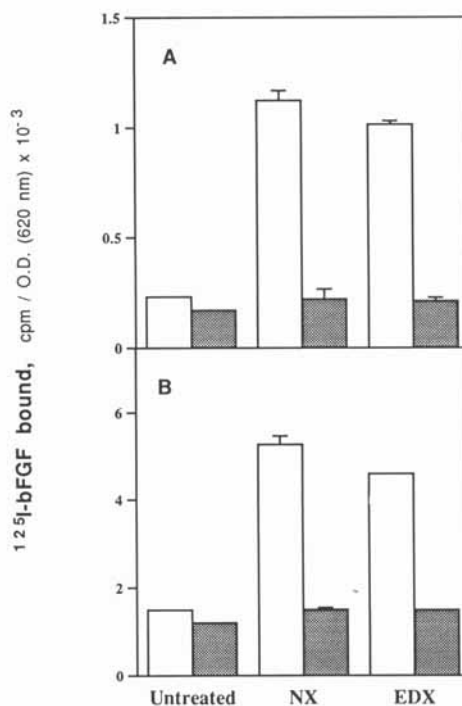 ¹²⁵I-bFGF bound, cpm / O.D. (620 nm) x 10⁻³
A
1.5
1
0.5
0
B
6
4
2
0
Untreated NX EDX